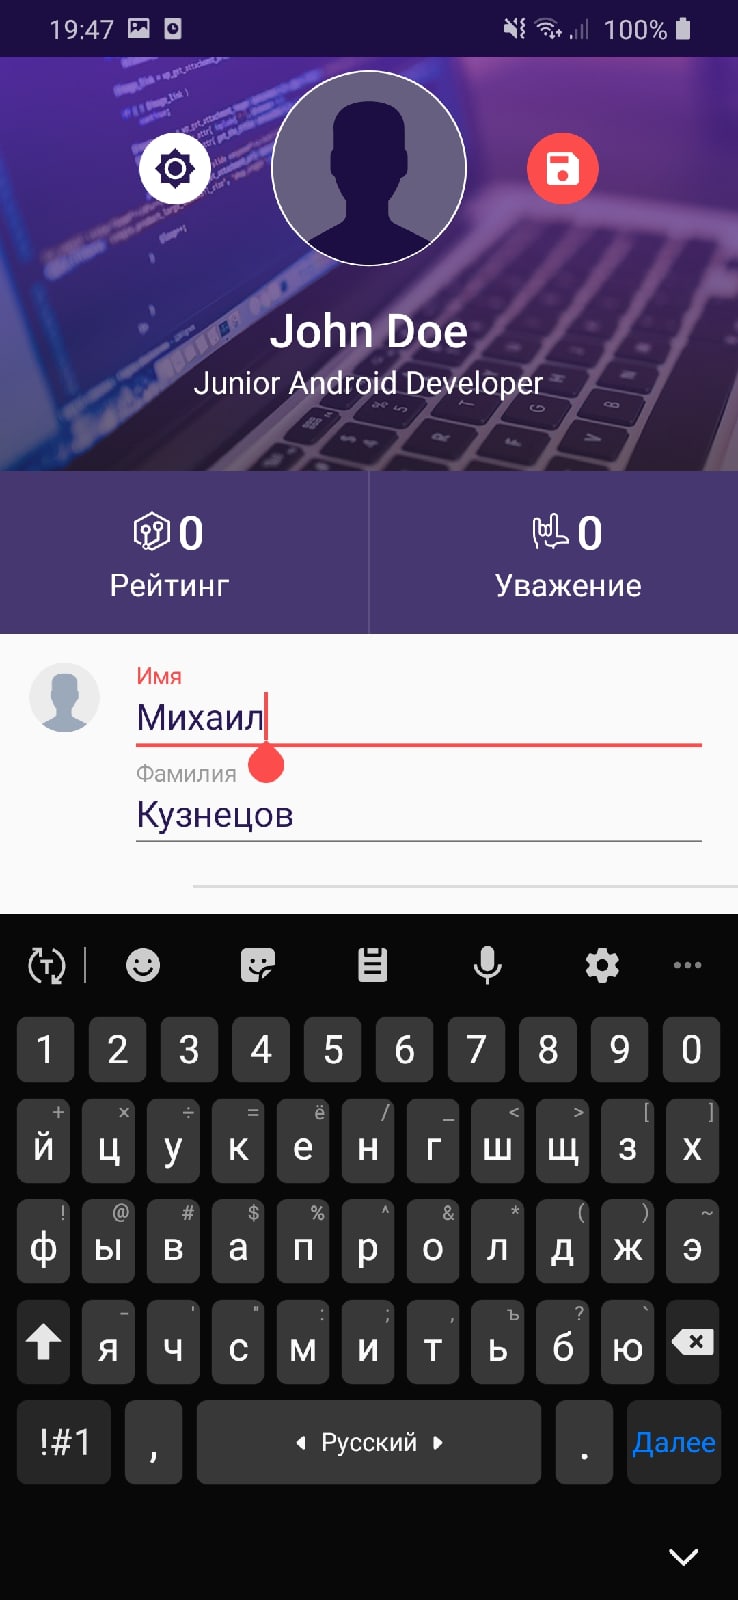 19:47 100%
John Doe
Junior Android Developer
0 0
Рейтинг Уважение
Имя
Михаил
Фамилия
Кузнецов
1 2 3 4 5 6 7 8 9 0
+ × ÷ = ё / _ < > [ ]
й ц у к е н г ш щ з х
! @ # $ % ^ & * ( ) ~
ф ы в а п р о л д ж э
- ' " : ; , ъ ? `
я ч с м и т ь б ю
!#1 , Русский . Далее